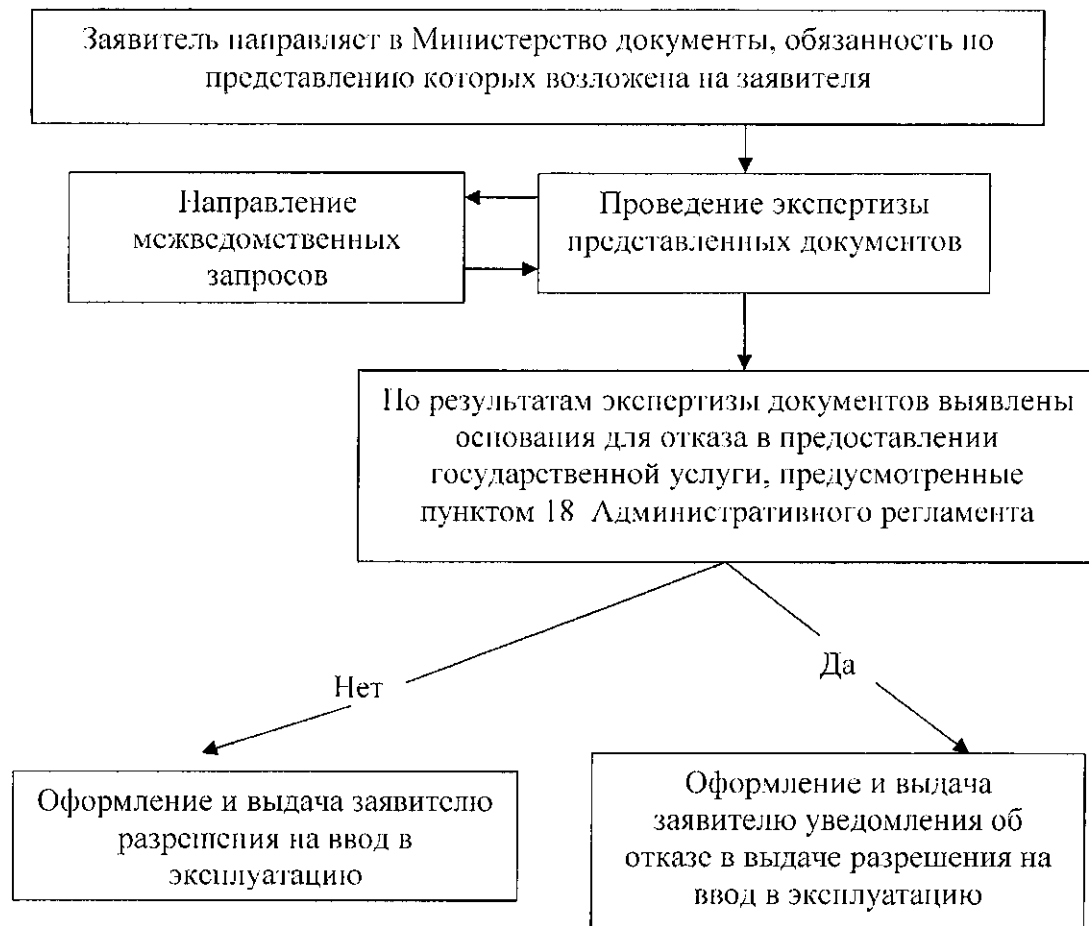 Заявитель направляет в Министерство документы, обязанность по
представлению которых возложена на заявителя
Направление
межведомственных
запросов
Проведение экспертизы
представленных документов
По результатам экспертизы документов выявлены
основания для отказа в предоставлении
государственной услуги, предусмотренные
пунктом 18 Административного регламента
Нет
Да
Оформление и выдача заявителю
разрешения на ввод в
эксплуатацию
Оформление и выдача
заявителю уведомления об
отказе в выдаче разрешения на
ввод в эксплуатацию